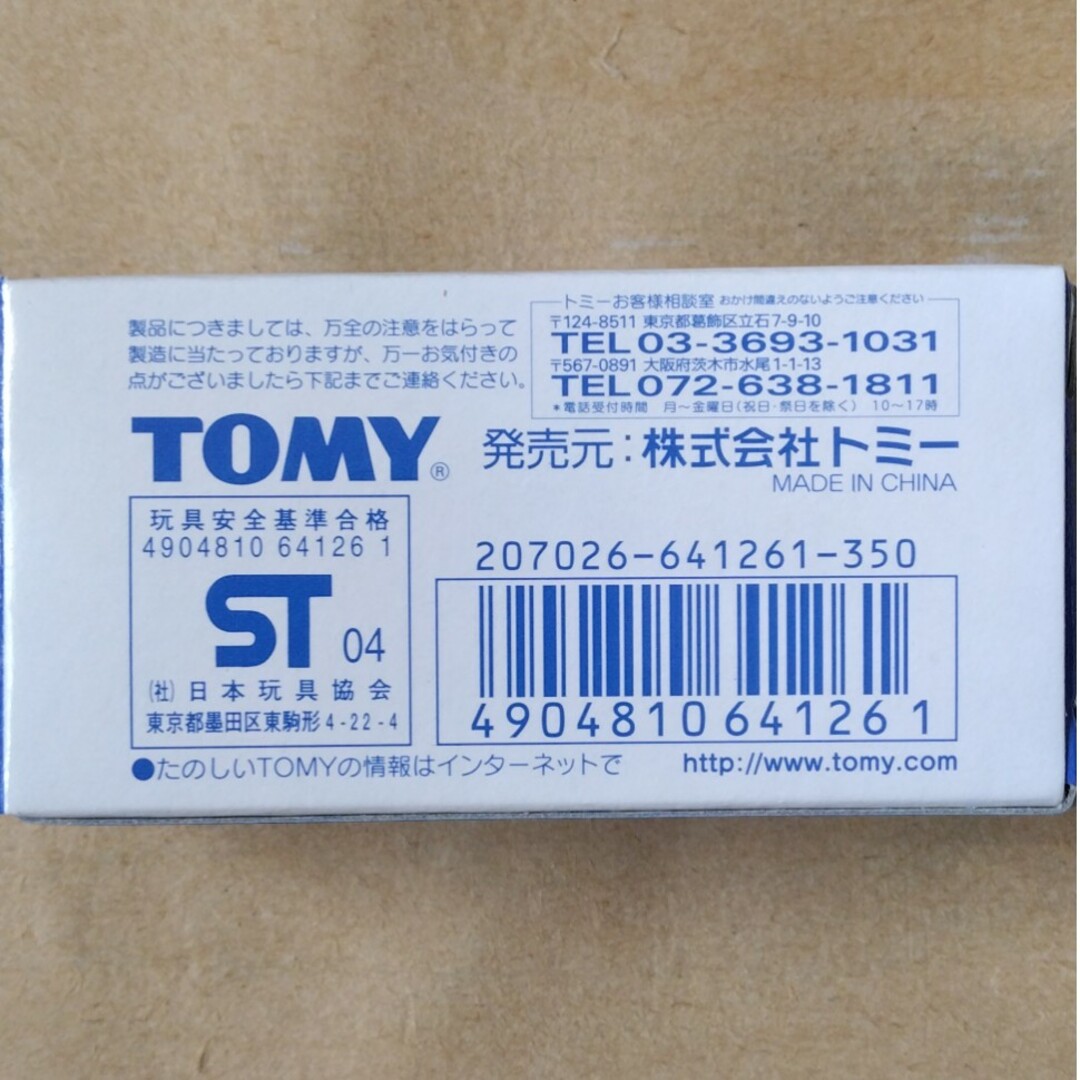 製品につきましては、万全の注意をはらって
製造に当たっておりますが、万一お気付きの
点がございましたら下記までご連絡ください。
トミーお客様相談室 おかけ間違えのないようご注意ください
〒124-8511 東京都葛飾区立石7-9-10
TEL03-3693-1031
〒567-0891 大阪府茨木市水尾1-1-13
TEL072-638-1811
*電話受付時間 月~金曜日(祝日·祭日を除く) 10~17時
TOMY®
発売元:株式会社トミー
MADE IN CHINA
玩具安全基準合格
4904810 64126 1
ST 04
(社)日本玩具協会
東京都墨田区東駒形4-22-4
207026-641261-350
4904810641261
●たのしいTOMYの情報はインターネットで http://www.tomy.com